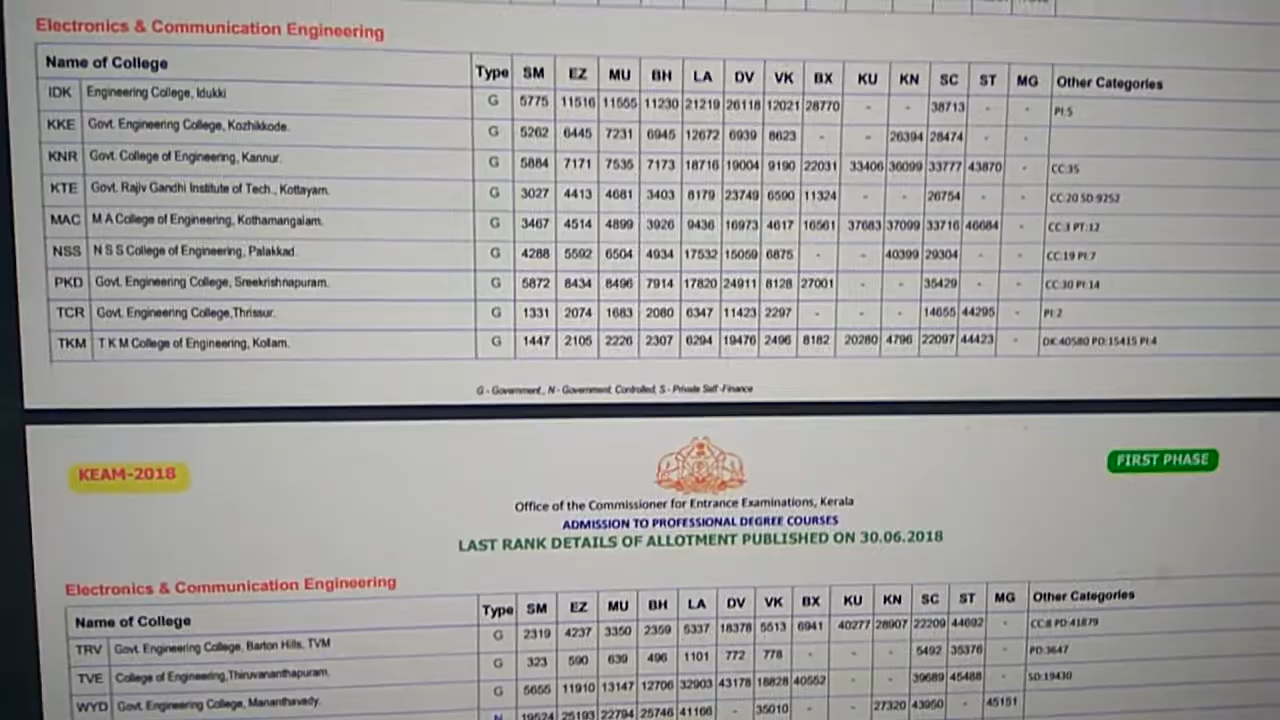 Electronics & Communication Engineering
Name of College Type SM EZ MU BH LA DV VK BX KU KN SC ST MG Other Categories
IDK Engineering College, Idukki G 5775 11516 11555 11230 21219 26118 12021 28770 - - 38713 - - PI:5
KKE Govt. Engineering College, Kozhikkode. G 5262 6445 7231 6945 12672 6939 8623 - - 26394 28474 - -
KNR Govt. College of Engineering, Kannur. G 5884 7171 7535 7173 18716 19004 9190 22031 33406 36099 33777 43870 - CC:35
KTE Govt. Rajiv Gandhi Institute of Tech., Kottayam. G 3027 4413 4681 3403 8179 23749 6590 11324 - - 26754 - - CC:20 SD:9252
MAC M A College of Engineering, Kothamangalam. G 3467 4514 4899 3926 9436 16973 4617 16561 37683 37099 33716 46684 - CC:3 PT:12
NSS N S S College of Engineering, Palakkad. G 4288 5592 6504 4934 17532 15059 6875 - - 40399 29304 - - CC:19 PI:7
PKD Govt. Engineering College, Sreekrishnapuram. G 5872 8434 8496 7914 17820 24911 8128 27001 - - 35429 - - CC:30 PI:14
TCR Govt. Engineering College,Thrissur. G 1331 2074 1683 2080 6347 11423 2297 - - - 14655 44295 - PI:2
TKM T K M College of Engineering, Kollam. G 1447 2105 2226 2307 6294 19476 2496 8182 20280 4796 22097 44423 - DK:40580 PD:15415 PI:4
G - Government,, N - Government Controlled, S - Private Self -Finance
KEAM-2018
FIRST PHASE
Office of the Commissioner for Entrance Examinations, Kerala
ADMISSION TO PROFESSIONAL DEGREE COURSES
LAST RANK DETAILS OF ALLOTMENT PUBLISHED ON 30.06.2018
Electronics & Communication Engineering
Name of College Type SM EZ MU BH LA DV VK BX KU KN SC ST MG Other Categories
TRV Govt. Engineering College, Barton Hills, TVM G 2319 4237 3350 2359 5337 18378 5513 6941 40277 28907 22209 44692 - CC:8 PD:41879
TVE College of Engineering,Thiruvananthapuram. G 323 590 639 496 1101 772 778 - - - 5492 35376 - PD:3647
WYD Govt. Engineering College, Mananthavady. G 5655 11910 13147 12706 32903 43178 18828 40552 - - 39689 45488 - SD:19430
N 19524 25193 22794 25746 41166 - 35010 - 27320 43950 - 45151